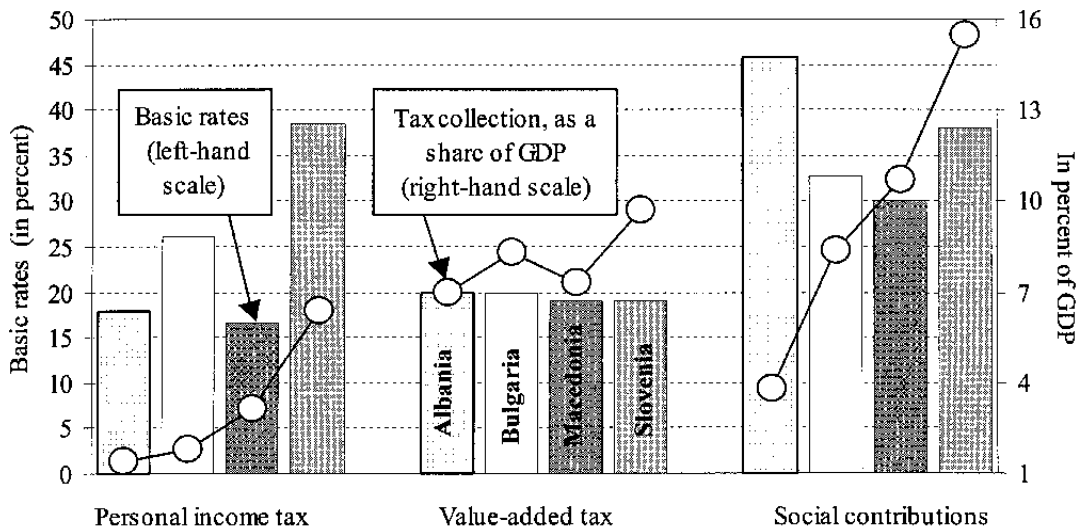 50
45
40
35
30
25
20
15
10
5
0
Basic rates (in percent)
Basic rates
(left-hand
scale)
Tax collection, as a
share of GDP
(right-hand scale)
Albania
Bulgaria
Macedonia
Slovenia
16
13
10
7
4
1
In percent of GDP
Personal income tax
Value-added tax
Social contributions